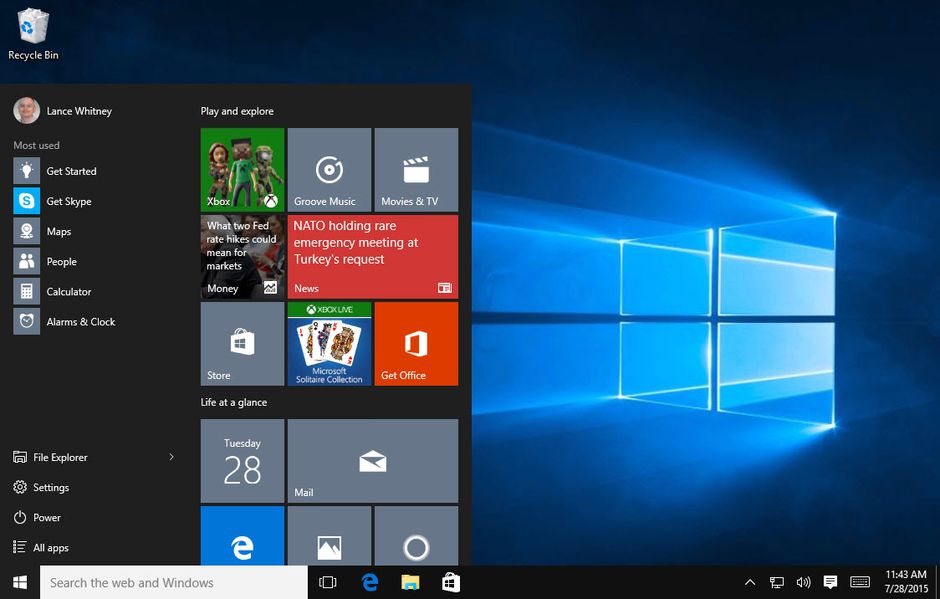 Recycle Bin
Lance Whitney
Most used
Get Started
Get Skype
Maps
People
Calculator
Alarms & Clock
File Explorer
Settings
Power
All apps
Play and explore
Xbox
Groove Music
Movies & TV
What two Fed
rate hikes could
mean for
markets
Money
NATO holding rare
emergency meeting at
Turkey's request
News
Store
XBOX LIVE
Microsoft
Solitaire Collection
Get Office
Life at a glance
Tuesday
28
Mail
Search the web and Windows
11:43 AM
7/28/2015